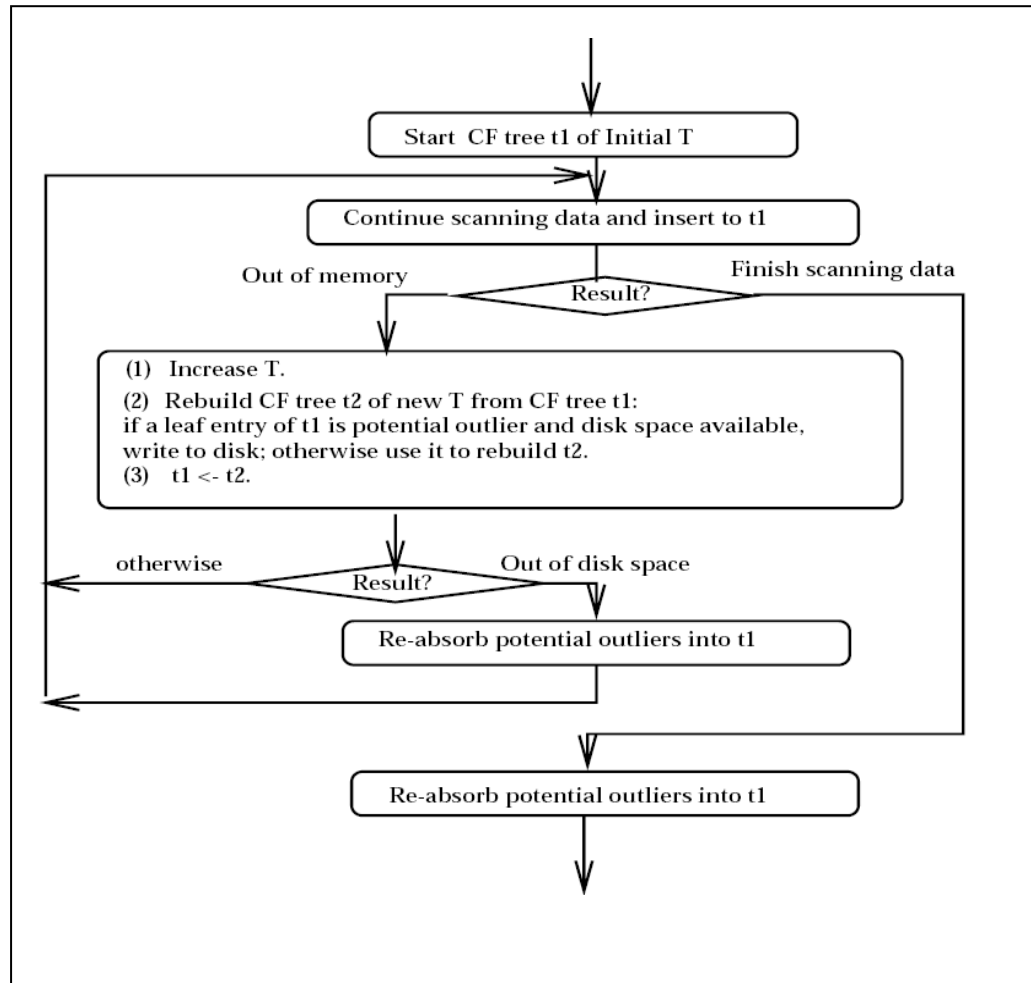 Start CF tree t1 of Initial T
Continue scanning data and insert to t1
Out of memory
Finish scanning data
Result?
(1) Increase T.
(2) Rebuild CF tree t2 of new T from CF tree t1:
if a leaf entry of t1 is potential outlier and disk space available,
write to disk; otherwise use it to rebuild t2.
(3) t1 <- t2.
otherwise
Out of disk space
Result?
Re-absorb potential outliers into t1
Re-absorb potential outliers into t1